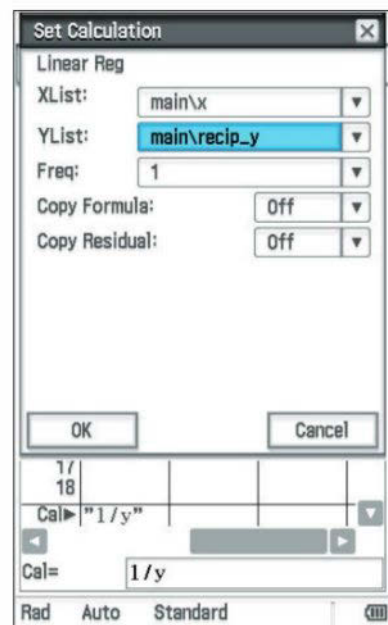 Set Calculation
Linear Reg
XList: main\x
YList: main\recip_y
Freq: 1
Copy Formula: Off
Copy Residual: Off
OK Cancel
17
18
Cal▶ "1/y"
Cal= 1/y
Rad Auto Standard